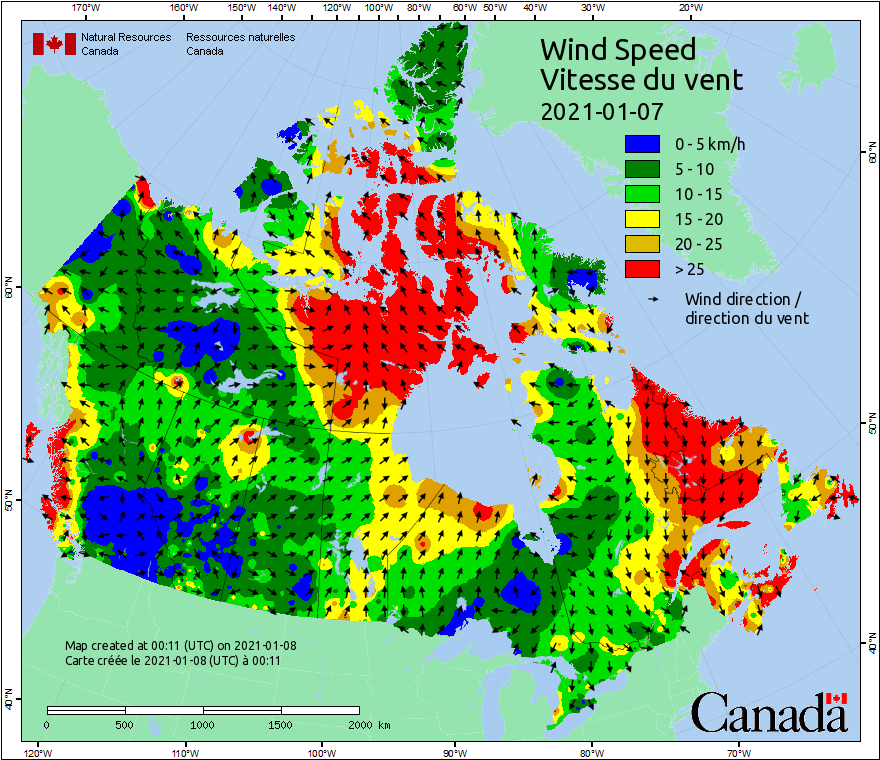 170°W 160°W 150°W 140°W 130°W 120°W 110°W 100°W 90°W 80°W 70°W 60°W 50°W 40°W 30°W 20°W
Natural Resources Ressources naturelles
Canada Canada
Wind Speed
Vitesse du vent
2021-01-07
0 - 5 km/h
5 - 10
10 - 15
15 - 20
20 - 25
> 25
Wind direction /
direction du vent
60°N 60°N
50°N 50°N
40°N 40°N
Map created at 00:11 (UTC) on 2021-01-08
Carte créée le 2021-01-08 (UTC) à 00:11
0 500 1000 1500 2000 km
Canada
120°W 110°W 100°W 90°W 80°W 70°W